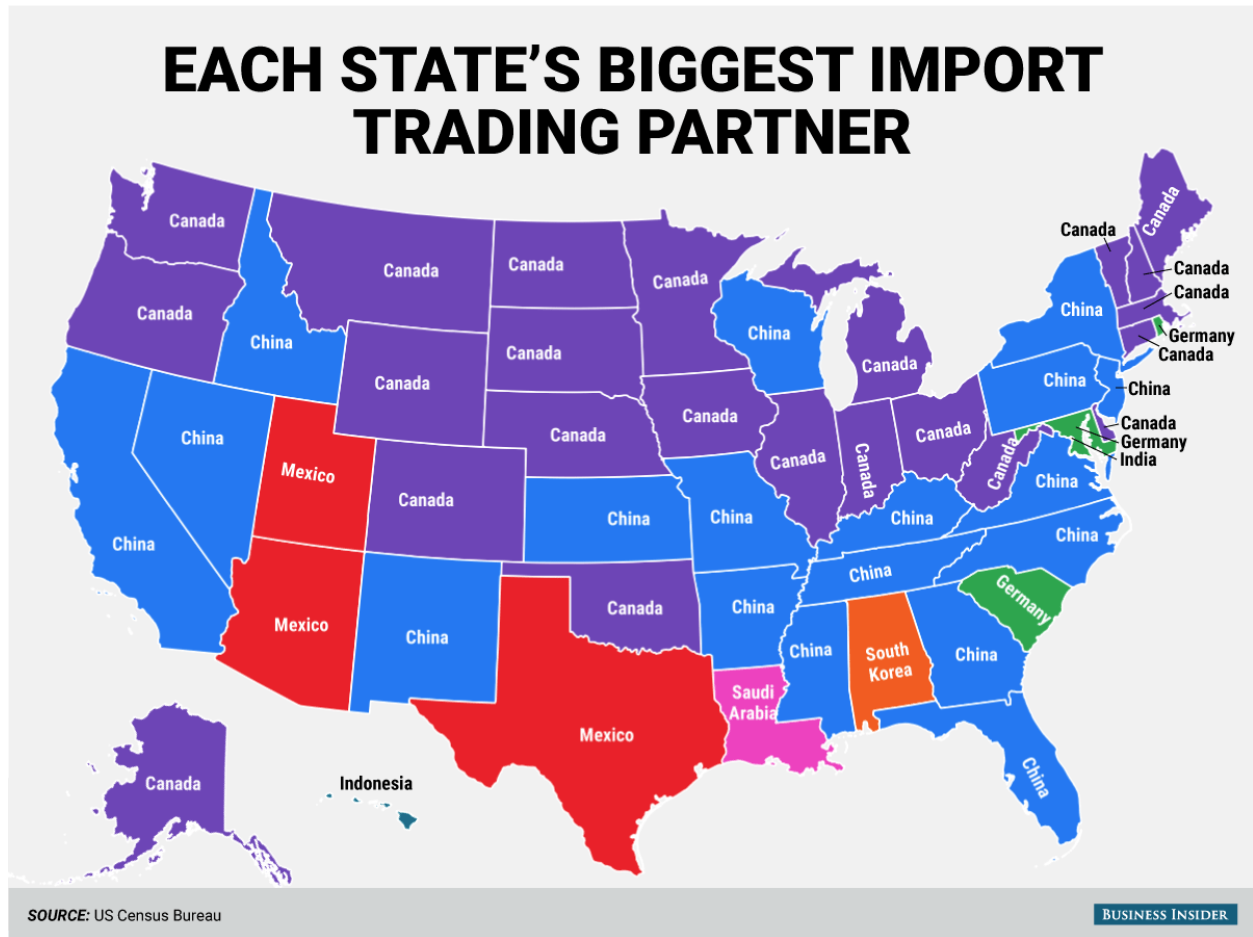 EACH STATE'S BIGGEST IMPORT
TRADING PARTNER
Canada
Canada
Canada
Canada
Canada
Canada
Canada
Canada
Canada
Canada
China
Germany
Canada
Canada
China
China
Canada
Canada
China
Canada
China
China
Canada
Canada
Germany
India
Canada
Canada
Canada
Canada
Canada
China
Mexico
Canada
China
China
China
China
China
China
China
China
Germany
Canada
Mexico
China
China
South
Korea
China
Saudi
Arabia
Mexico
China
Canada
Indonesia
SOURCE: US Census Bureau
BUSINESS INSIDER